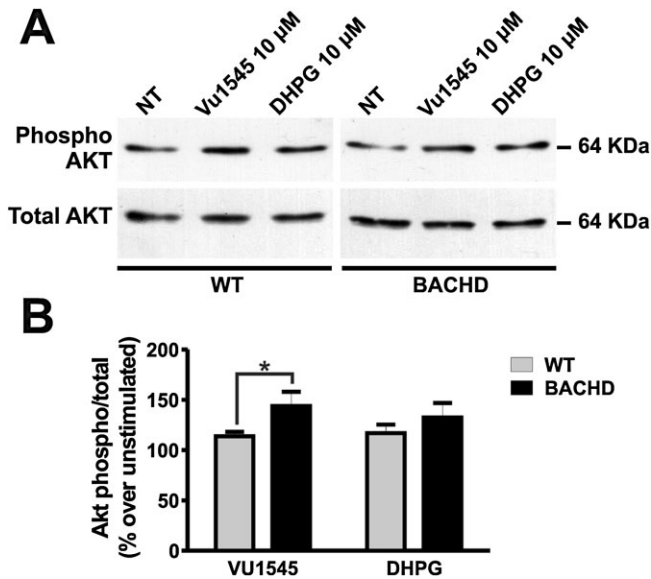 A
NT
Vu1545 10 µM
DHPG 10 µM
NT
Vu1545 10 µM
DHPG 10 µM
Phospho
AKT
64 KDa
Total AKT
64 KDa
WT
BACHD
B
Akt phospho/total
(% over unstimulated)
200
150
100
50
0
*
WT
BACHD
VU1545
DHPG